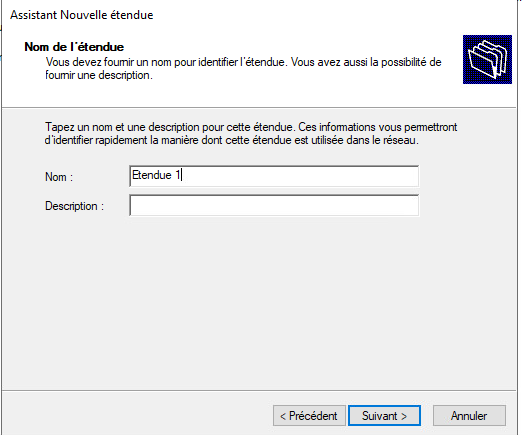 Assistant Nouvelle étendue
Nom de l'étendue
Vous devez fournir un nom pour identifier l'étendue. Vous avez aussi la possibilité de
fournir une description.
Tapez un nom et une description pour cette étendue. Ces informations vous permettront
d'identifier rapidement la manière dont cette étendue est utilisée dans le réseau.
Nom : Etendue 1
Description :
< Précédent Suivant > Annuler